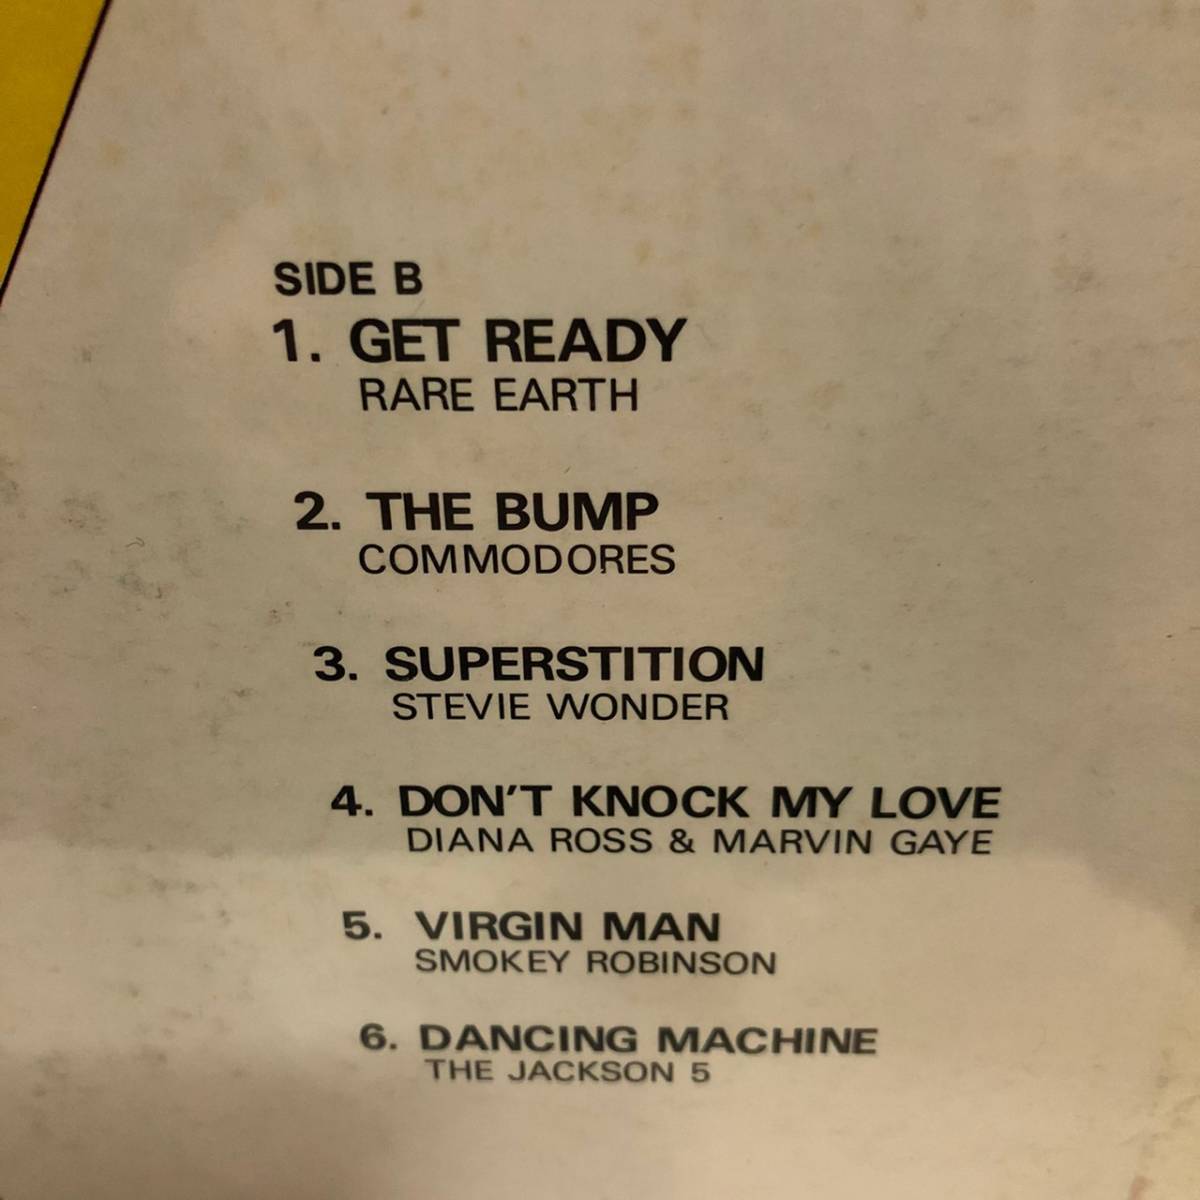 SIDE B
1. GET READY
RARE EARTH
2. THE BUMP
COMMODORES
3. SUPERSTITION
STEVIE WONDER
4. DON'T KNOCK MY LOVE
DIANA ROSS & MARVIN GAYE
5. VIRGIN MAN
SMOKEY ROBINSON
6. DANCING MACHINE
THE JACKSON 5